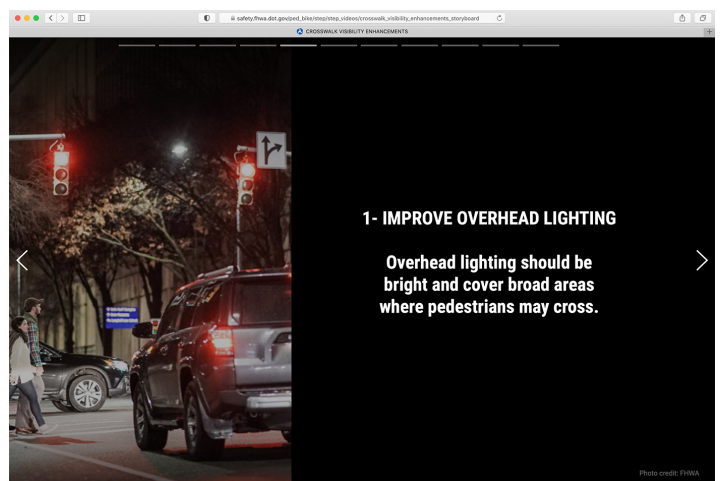 safety.fhwa.dot.gov/ped_bike/step/step_videos/crosswalk_visibility_enhancements_storyboard
CROSSWALK VISIBILITY ENHANCEMENTS
1- IMPROVE OVERHEAD LIGHTING
Overhead lighting should be
bright and cover broad areas
where pedestrians may cross.
Photo credit: FHWA